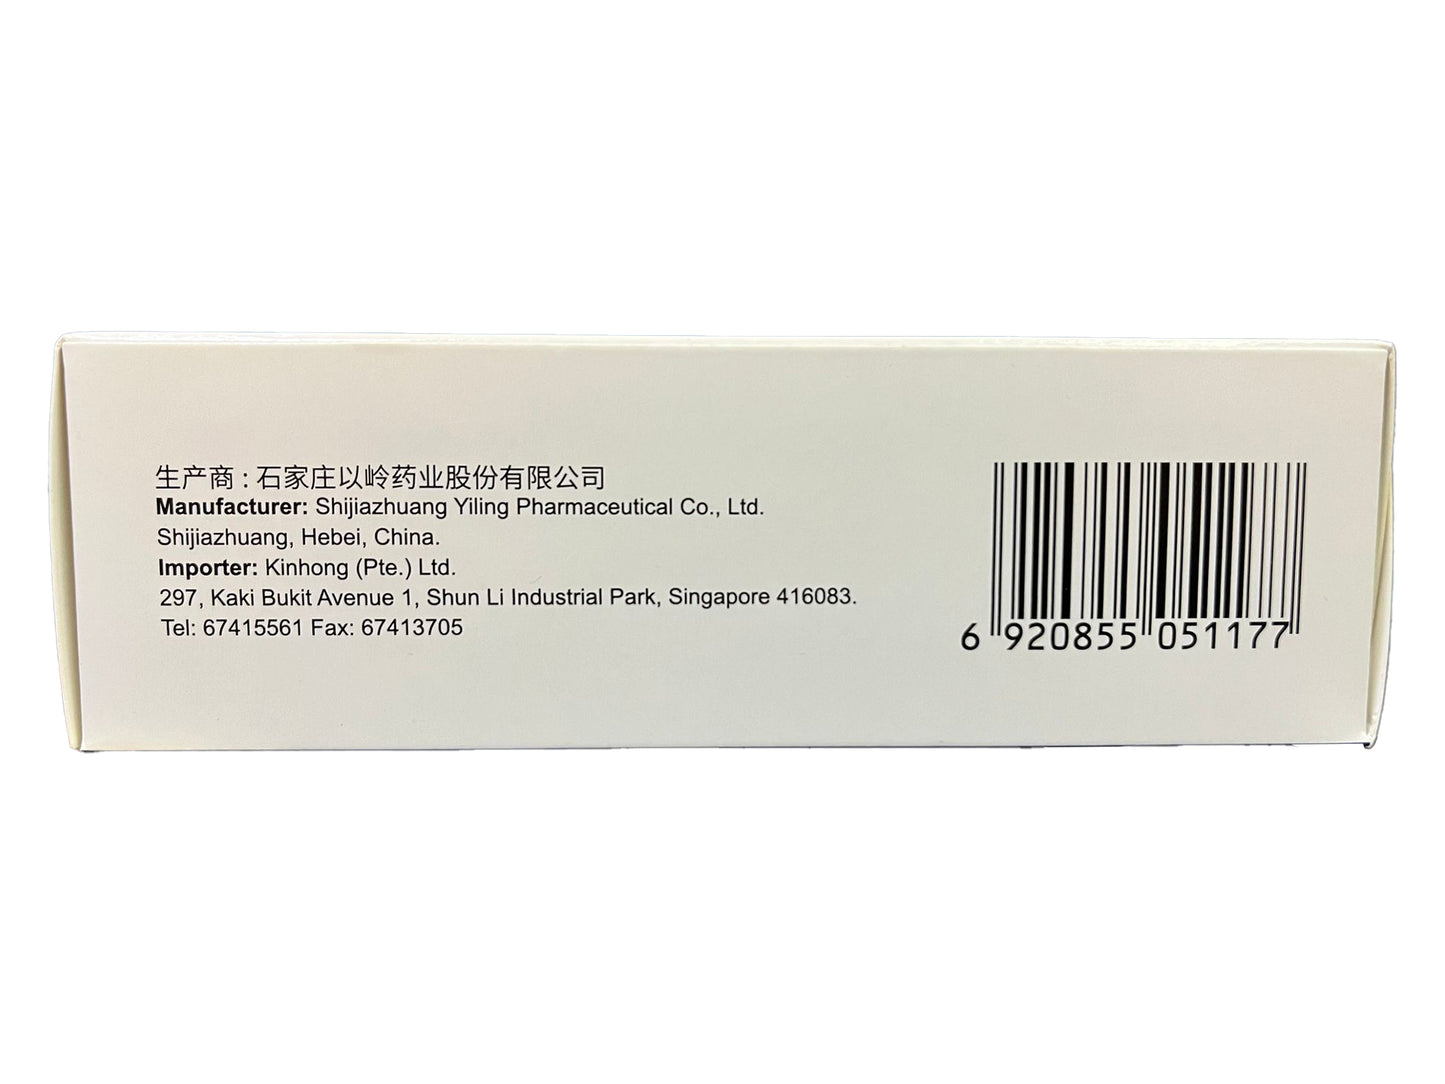 生产商 : 石家庄以岭药业股份有限公司
Manufacturer: Shijiazhuang Yiling Pharmaceutical Co., Ltd.
Shijiazhuang, Hebei, China.
Importer: Kinhong (Pte.) Ltd.
297, Kaki Bukit Avenue 1, Shun Li Industrial Park, Singapore 416083.
Tel: 67415561 Fax: 67413705
6 920855 051177